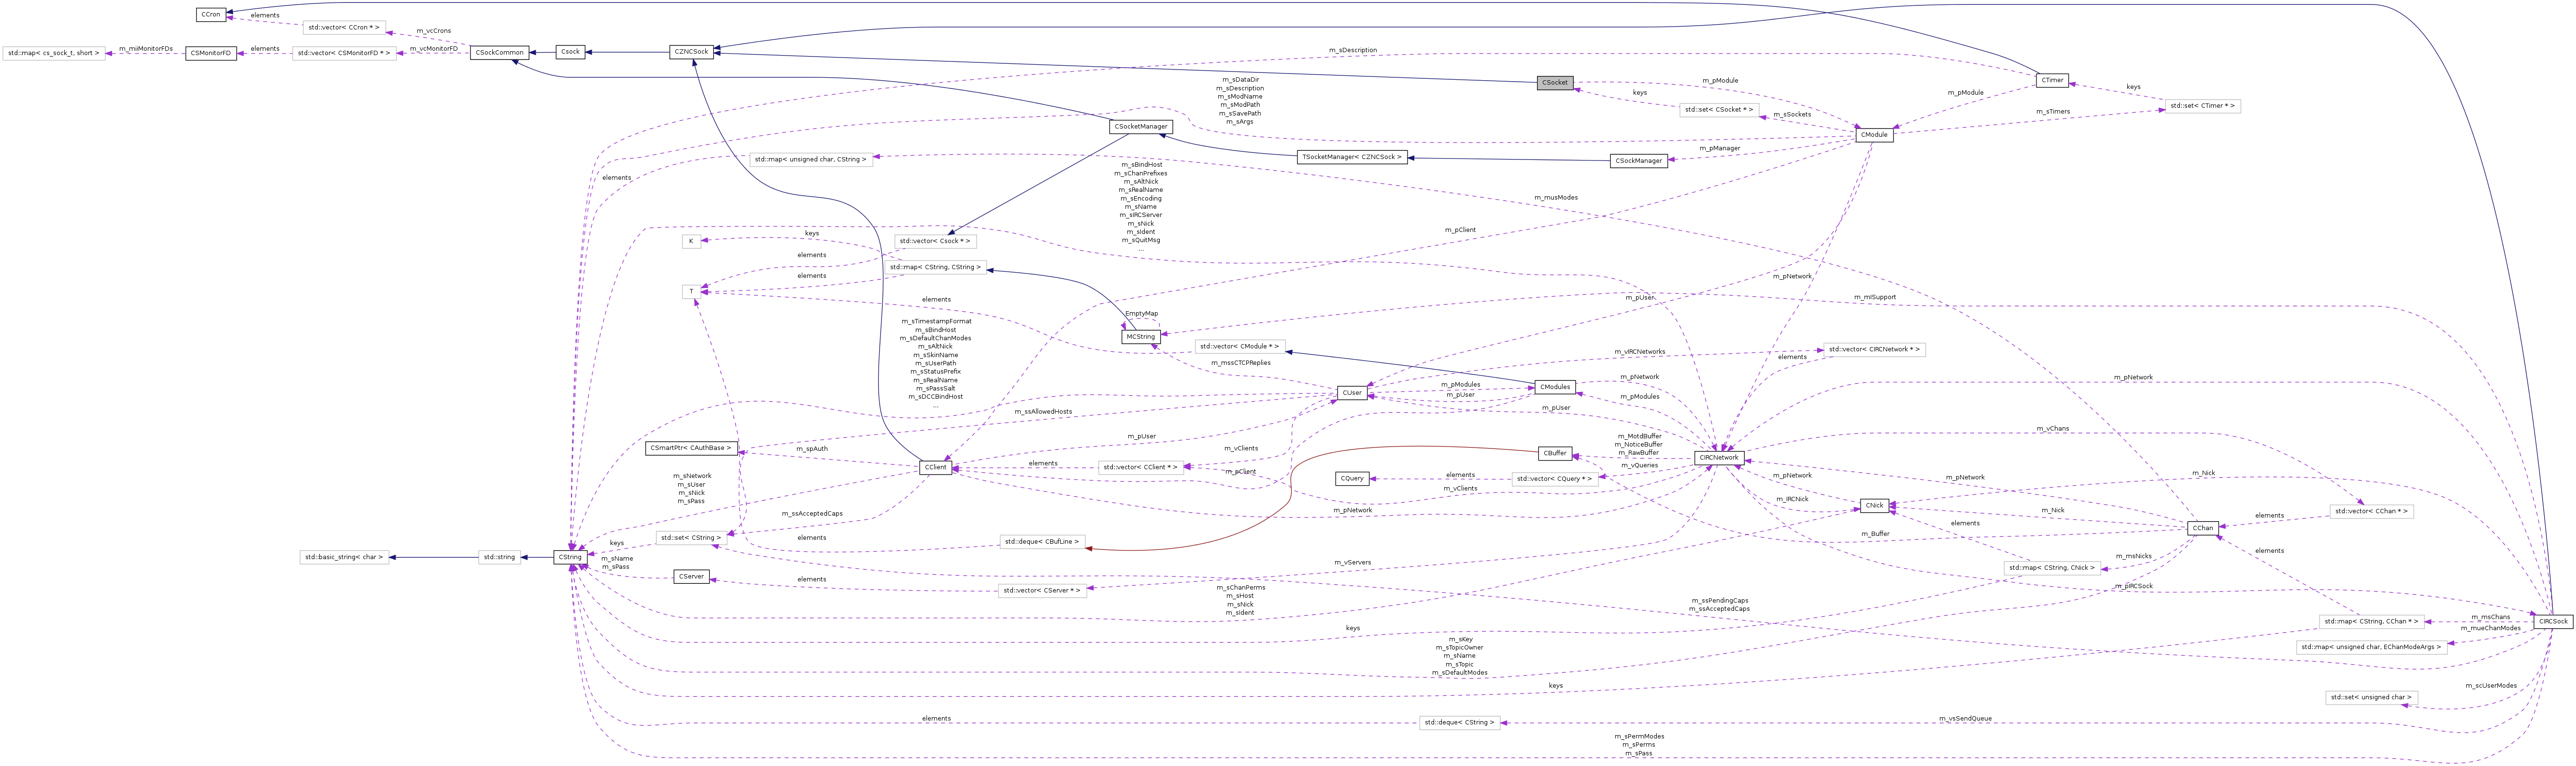 CCron
elements
std::vector< CCron * >
m_vcCrons
std::map< cs_sock_t, short >
m_miiMonitorFDs
CSMonitorFD
elements
std::vector< CSMonitorFD * >
m_vcMonitorFD
CSockCommon
Csock
CZNCSock
m_sDescription
CSocket
m_pModule
keys
std::set< CSocket * >
m_sSockets
CTimer
m_pModule
keys
std::set< CTimer * >
m_sTimers
CModule
m_sDataDir
m_sDescription
m_sModName
m_sModPath
m_sSavePath
m_sArgs
CSocketManager
TSocketManager< CZNCSock >
CSockManager
m_pManager
std::map< unsigned char, CString >
elements
m_musModes
m_sBindHost
m_sChanPrefixes
m_sAltNick
m_sRealName
m_sEncoding
m_sName
m_sIRCServer
m_sNick
m_sIdent
m_sQuitMsg
...
m_pClient
K
keys
std::vector< Csock * >
elements
std::map< CString, CString >
elements
T
elements
m_pNetwork
m_pUser
m_mISupport
EmptyMap
MCString
m_sTimestampFormat
m_sBindHost
m_sDefaultChanModes
m_sAltNick
m_sSkinName
m_sUserPath
m_sStatusPrefix
m_sRealName
m_sPassSalt
m_sDCCBindHost
...
std::vector< CModule * >
m_mssCTCPReplies
m_vIRCNetworks
std::vector< CIRCNetwork * >
elements
CUser
m_pModules
m_pUser
CModules
m_pNetwork
m_pModules
m_pNetwork
m_ssAllowedHosts
m_pUser
m_vChans
CSmartPtr< CAuthBase >
m_spAuth
m_pUser
m_vClients
CBuffer
m_MotdBuffer
m_NoticeBuffer
m_RawBuffer
CIRCNetwork
CClient
elements
std::vector< CClient * >
m_pClient
CQuery
elements
std::vector< CQuery * >
m_vQueries
m_vClients
m_pNetwork
m_pNetwork
m_pNetwork
m_Nick
m_sNetwork
m_sUser
m_sNick
m_sPass
m_IRCNick
CNick
m_Nick
elements
std::vector< CChan * >
elements
CChan
m_ssAcceptedCaps
std::set< CString >
keys
elements
std::deque< CBufLine >
m_Buffer
elements
std::basic_string< char >
std::string
CString
m_sName
m_sPass
CServer
elements
std::vector< CServer * >
m_vServers
m_msNicks
std::map< CString, CNick >
m_pIRCSock
m_sChanPerms
m_sHost
m_sNick
m_sIdent
m_ssPendingCaps
m_ssAcceptedCaps
keys
std::map< CString, CChan * >
m_msChans
CIRCSock
m_mueChanModes
std::map< unsigned char, EChanModeArgs >
m_sKey
m_sTopicOwner
m_sName
m_sTopic
m_sDefaultModes
keys
m_scUserModes
std::set< unsigned char >
elements
std::deque< CString >
m_vsSendQueue
m_sPermModes
m_sPerms
m_sPass